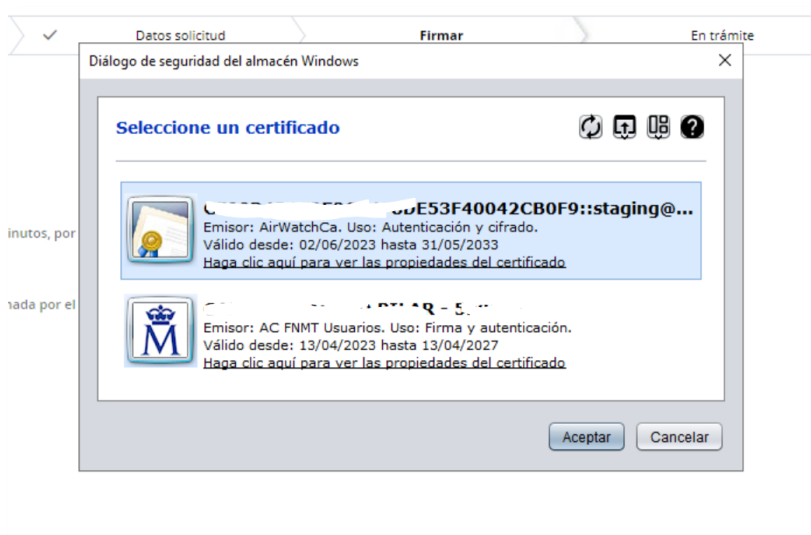 Datos solicitud
Firmar
En trámite
Diálogo de seguridad del almacén Windows
Seleccione un certificado
DE53F40042CB0F9::staging@...
Emisor: AirWatchCa. Uso: Autenticación y cifrado.
Válido desde: 02/06/2023 hasta 31/05/2033
Haga clic aquí para ver las propiedades del certificado
inutos, por
nada por el
Emisor: AC FNMT Usuarios. Uso: Firma y autenticación.
Válido desde: 13/04/2023 hasta 13/04/2027
Haga clic aquí para ver las propiedades del certificado
Aceptar
Cancelar